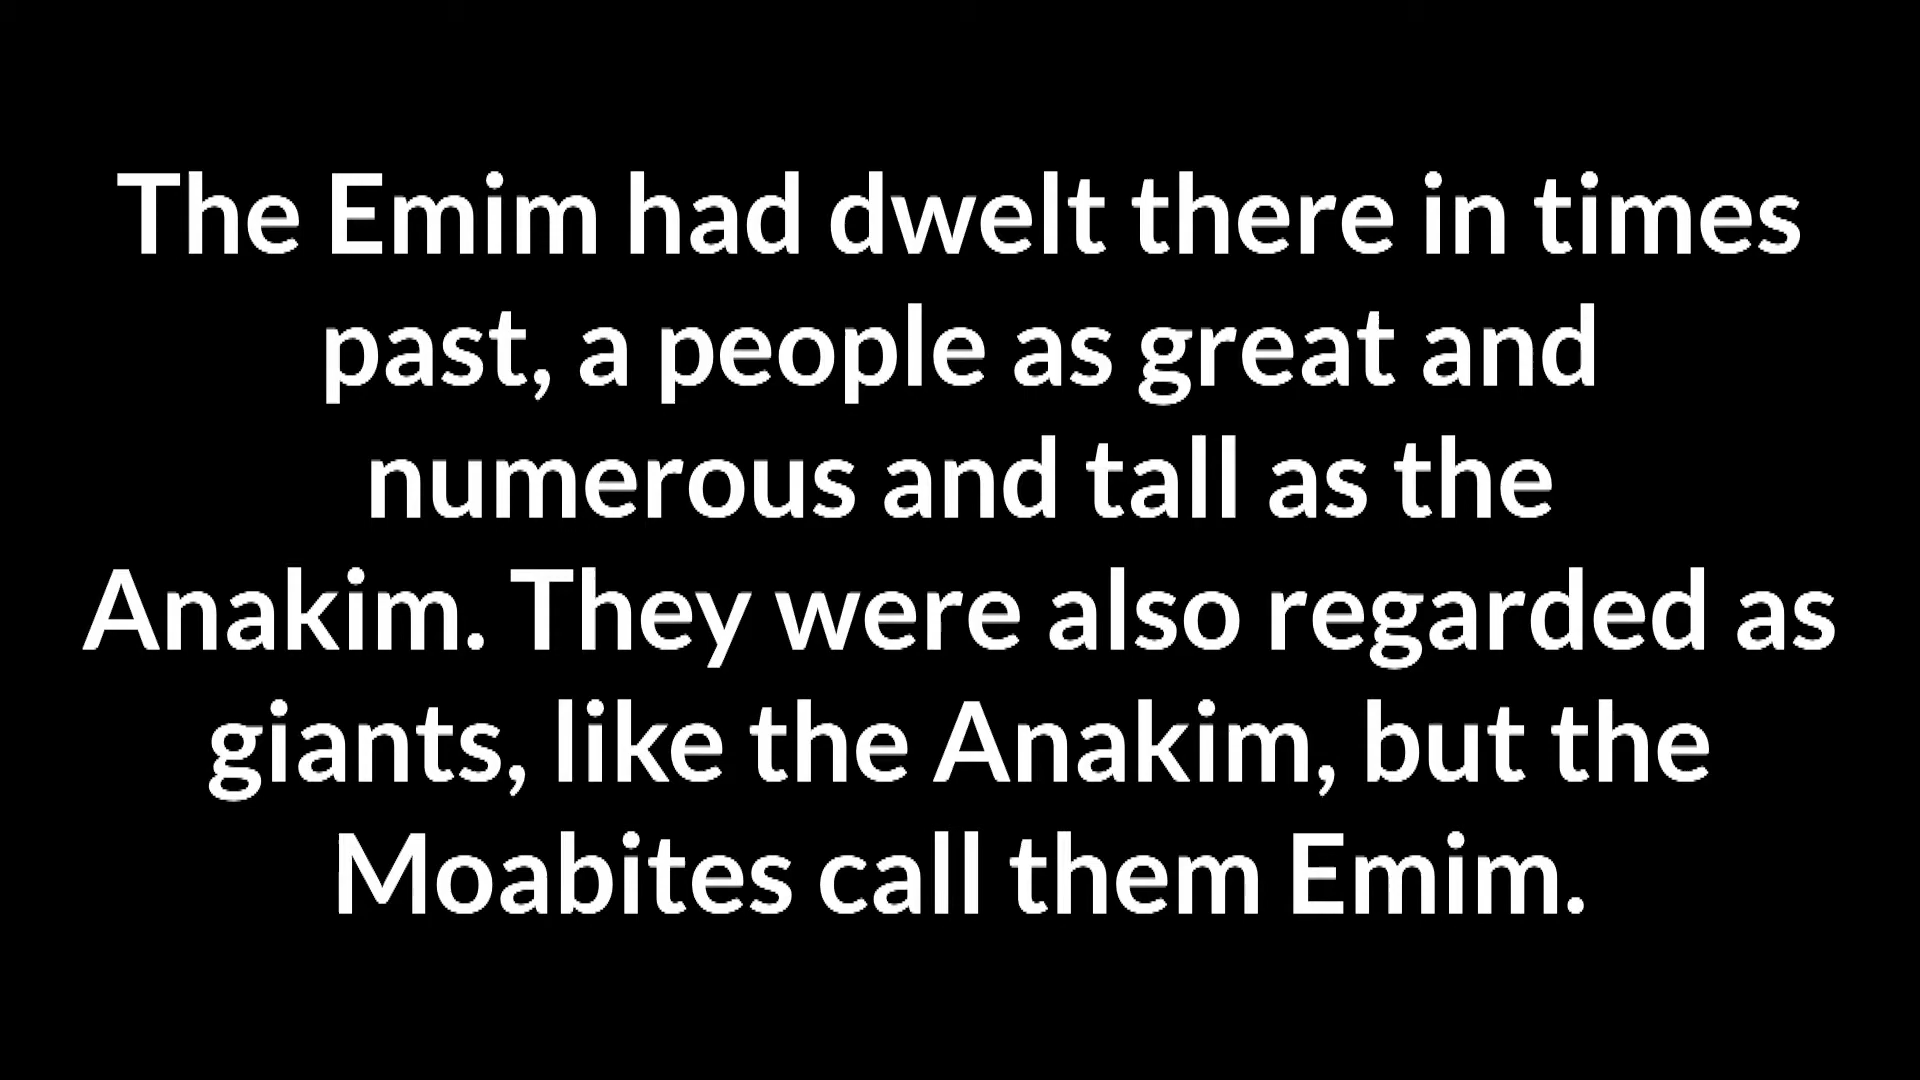 The Emim had dwelt there in times
past, a people as great and
numerous and tall as the
Anakim. They were also regarded as
giants, like the Anakim, but the
Moabites call them Emim.